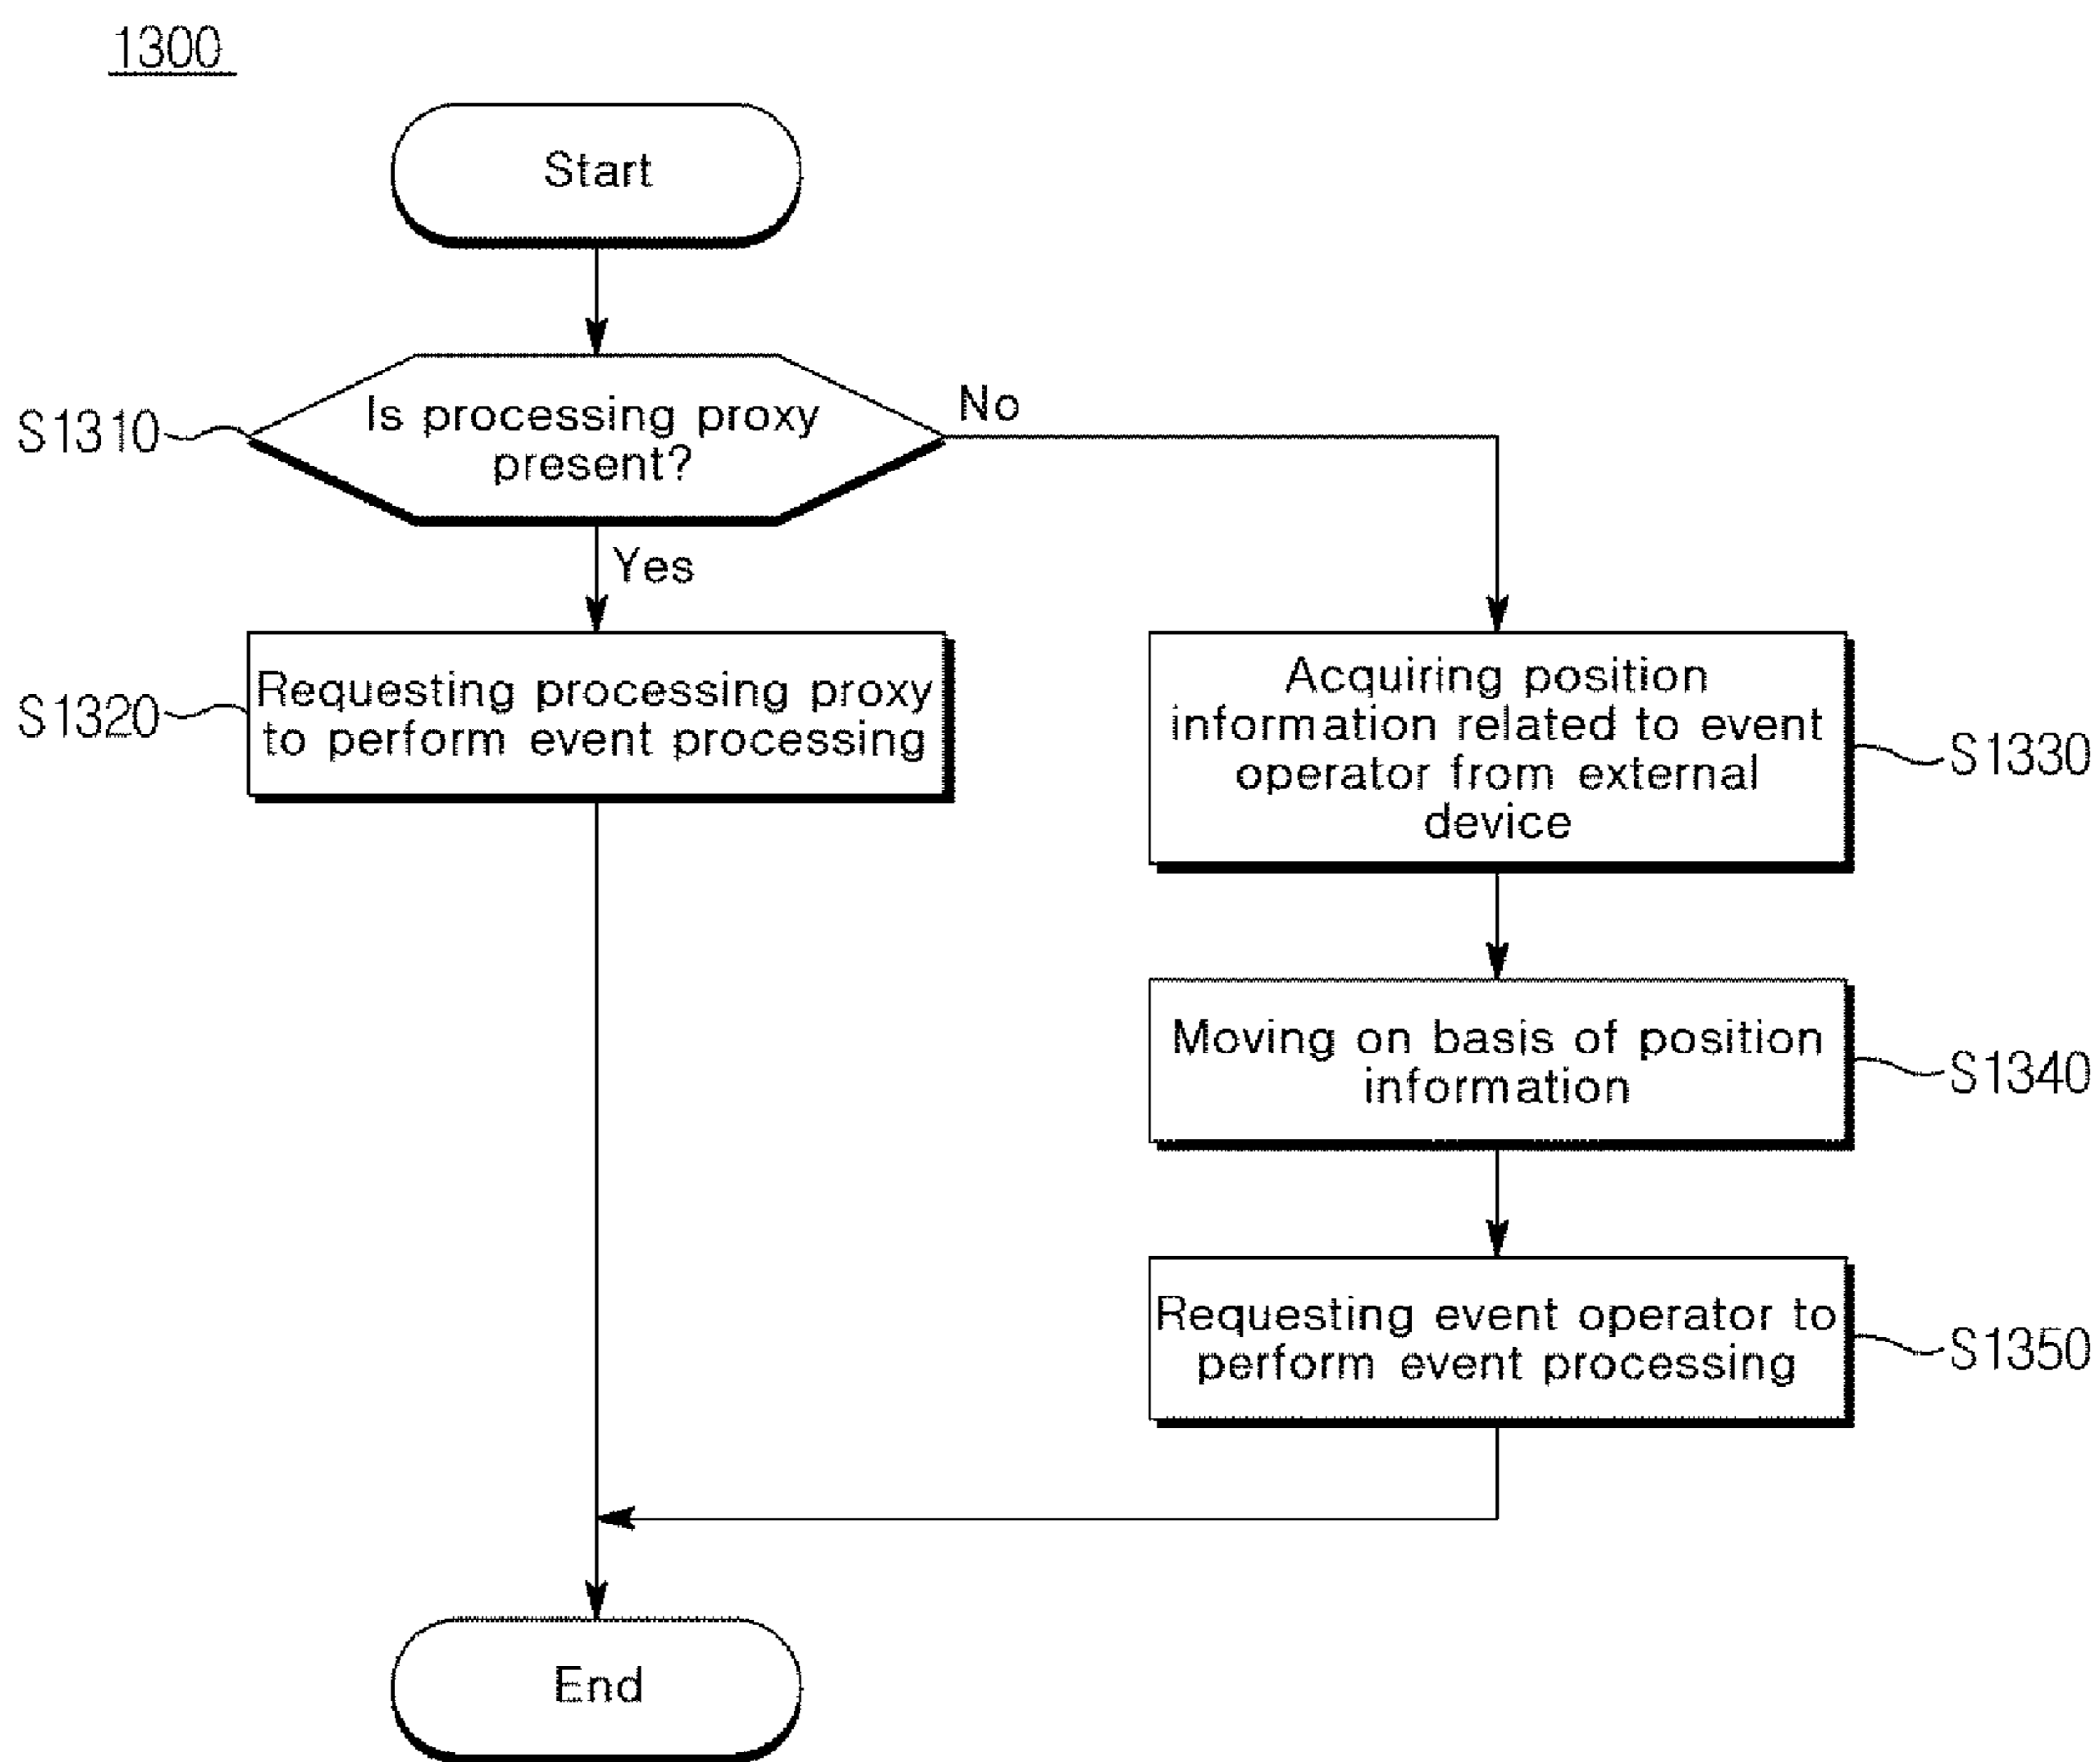 1300
Start
S1310
Is processing proxy
present?
No
Yes
S1320
Requesting processing proxy
to perform event processing
Acquiring position
information related to event
operator from external
device
S1330
Moving on basis of position
information
S1340
Requesting event operator to
perform event processing
S1350
End